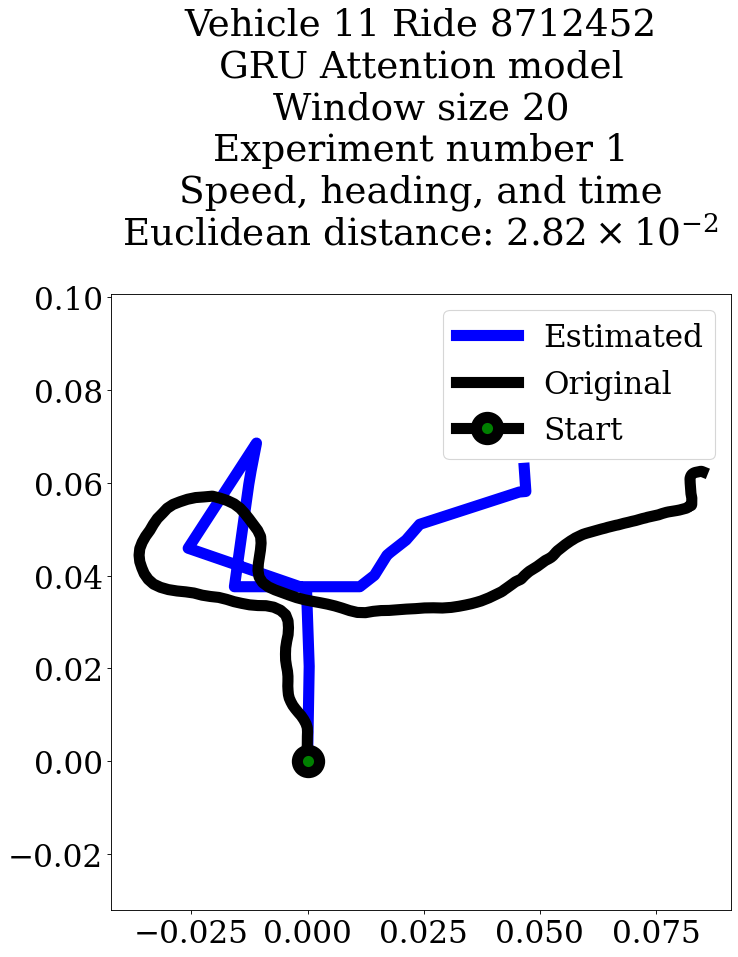 Vehicle 11 Ride 8712452
GRU Attention model
Window size 20
Experiment number 1
Speed, heading, and time
Euclidean distance: 2.82 × 10⁻²
0.10
0.08
0.06
0.04
0.02
0.00
−0.02
Estimated
Original
Start
−0.025 0.000 0.025 0.050 0.075